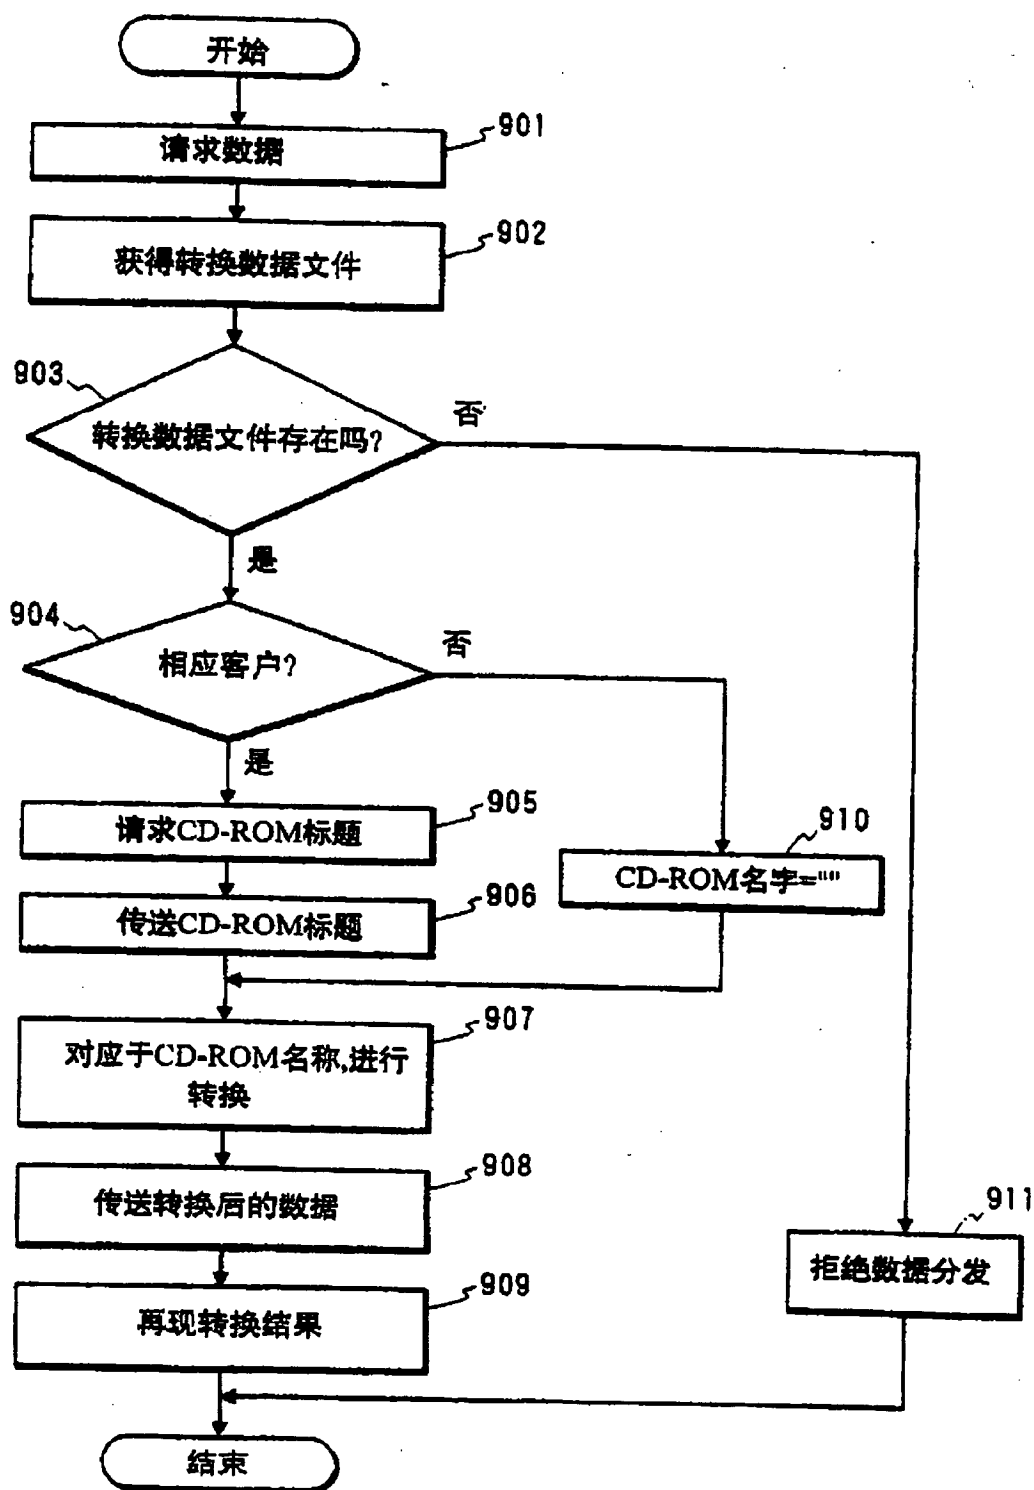 开始
901
请求数据
902
获得转换数据文件
903
否
转换数据文件存在吗?
是
904
否
相应客户?
是
905
请求CD-ROM标题
910
CD-ROM名字=""
906
传送CD-ROM标题
907
对应于CD-ROM名称,进行
转换
908
传送转换后的数据
911
拒绝数据分发
909
再现转换结果
结束